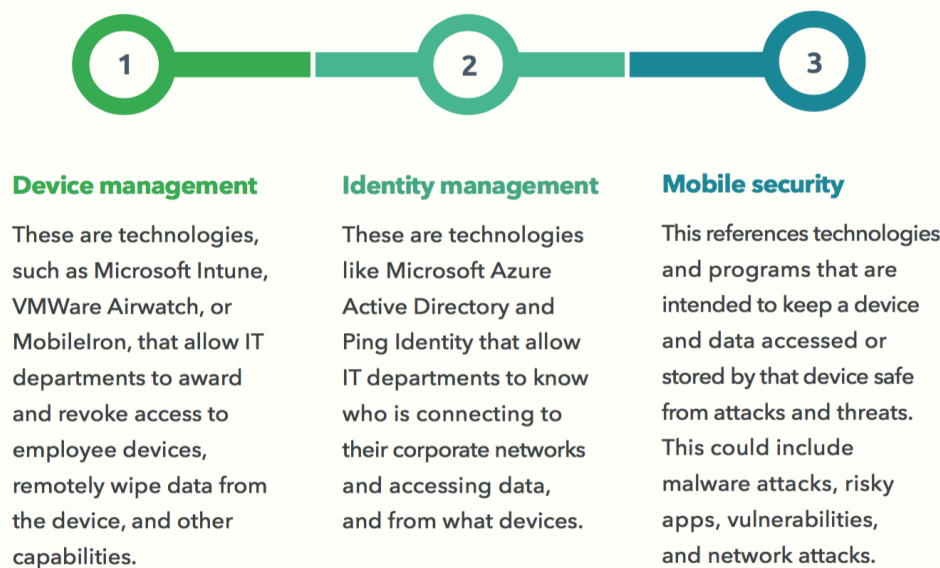 1
2
3
Device management
These are technologies,
such as Microsoft Intune,
VMWare Airwatch, or
MobileIron, that allow IT
departments to award
and revoke access to
employee devices,
remotely wipe data from
the device, and other
capabilities.
Identity management
These are technologies
like Microsoft Azure
Active Directory and
Ping Identity that allow
IT departments to know
who is connecting to
their corporate networks
and accessing data,
and from what devices.
Mobile security
This references technologies
and programs that are
intended to keep a device
and data accessed or
stored by that device safe
from attacks and threats.
This could include
malware attacks, risky
apps, vulnerabilities,
and network attacks.